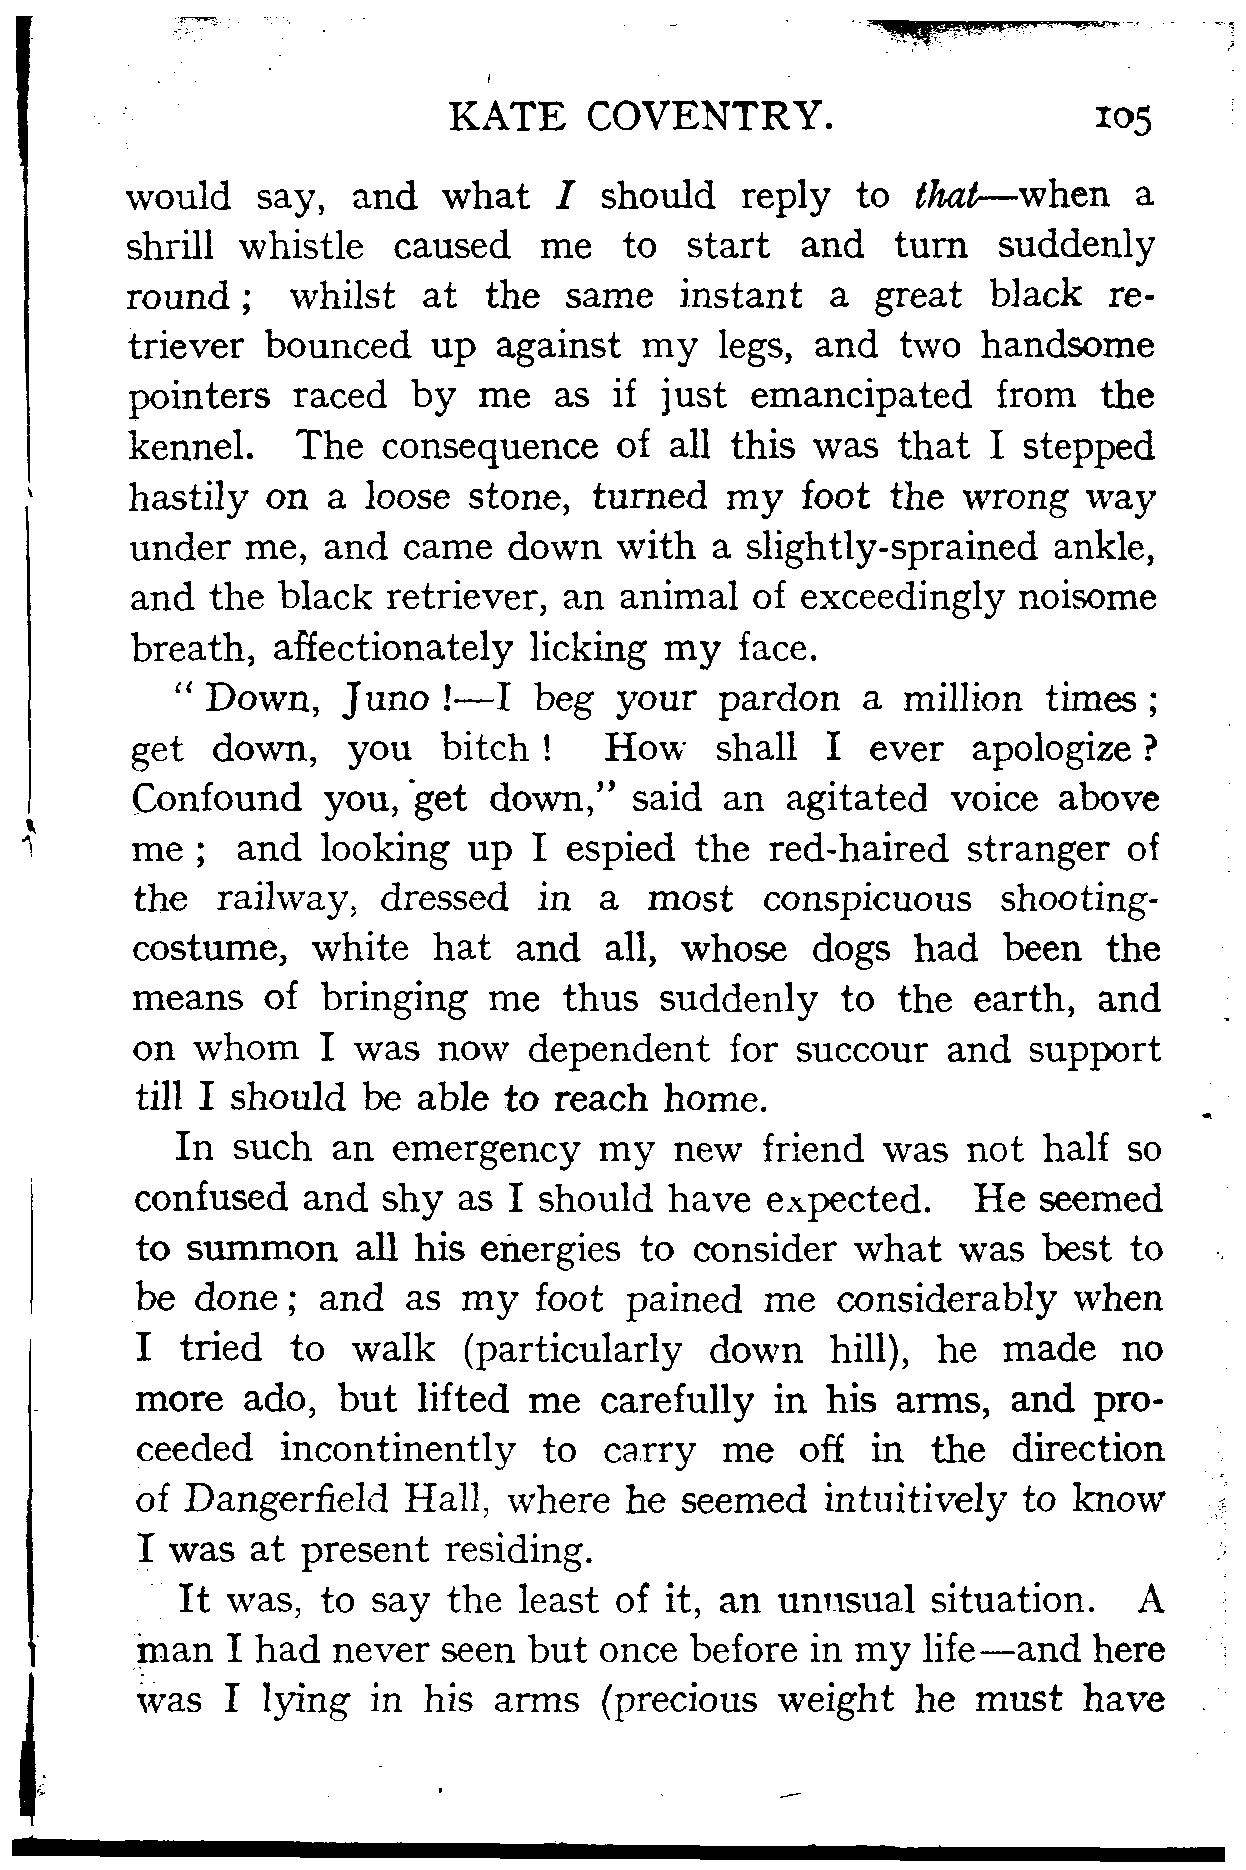 KATE COVENTRY. 105
would say, and what I should reply to that—when a
shrill whistle caused me to start and turn suddenly
round ; whilst at the same instant a great black re-
triever bounced up against my legs, and two handsome
pointers raced by me as if just emancipated from the
kennel. The consequence of all this was that I stepped
hastily on a loose stone, turned my foot the wrong way
under me, and came down with a slightly-sprained ankle,
and the black retriever, an animal of exceedingly noisome
breath, affectionately licking my face.
“ Down, Juno !—I beg your pardon a million times ;
get down, you bitch ! How shall I ever apologize ?
Confound you, get down,” said an agitated voice above
me ; and looking up I espied the red-haired stranger of
the railway, dressed in a most conspicuous shooting-
costume, white hat and all, whose dogs had been the
means of bringing me thus suddenly to the earth, and
on whom I was now dependent for succour and support
till I should be able to reach home.
In such an emergency my new friend was not half so
confused and shy as I should have expected. He seemed
to summon all his energies to consider what was best to
be done ; and as my foot pained me considerably when
I tried to walk (particularly down hill), he made no
more ado, but lifted me carefully in his arms, and pro-
ceeded incontinently to carry me off in the direction
of Dangerfield Hall, where he seemed intuitively to know
I was at present residing.
It was, to say the least of it, an unusual situation. A
man I had never seen but once before in my life—and here
was I lying in his arms (precious weight he must have